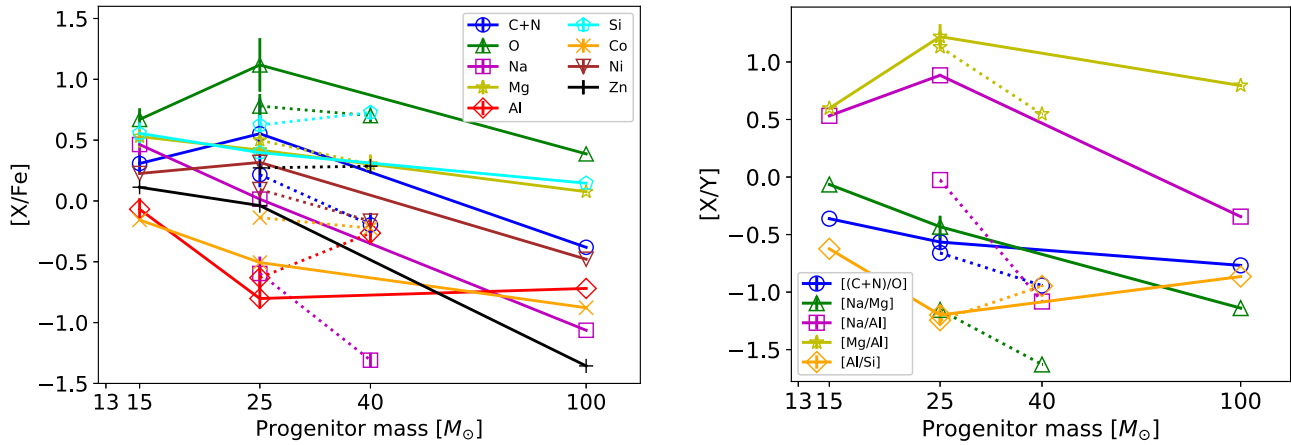 1.5
1.0
0.5
0.0
−0.5
−1.0
−1.5
[X/Fe]
13 15 25 40 100
Progenitor mass [M⊙]
C+N
O
Na
Mg
Al
Si
Co
Ni
Zn
1.0
0.5
0.0
−0.5
−1.0
−1.5
[X/Y]
[(C+N)/O]
[Na/Mg]
[Na/Al]
[Mg/Al]
[Al/Si]
13 15 25 40 100
Progenitor mass [M⊙]